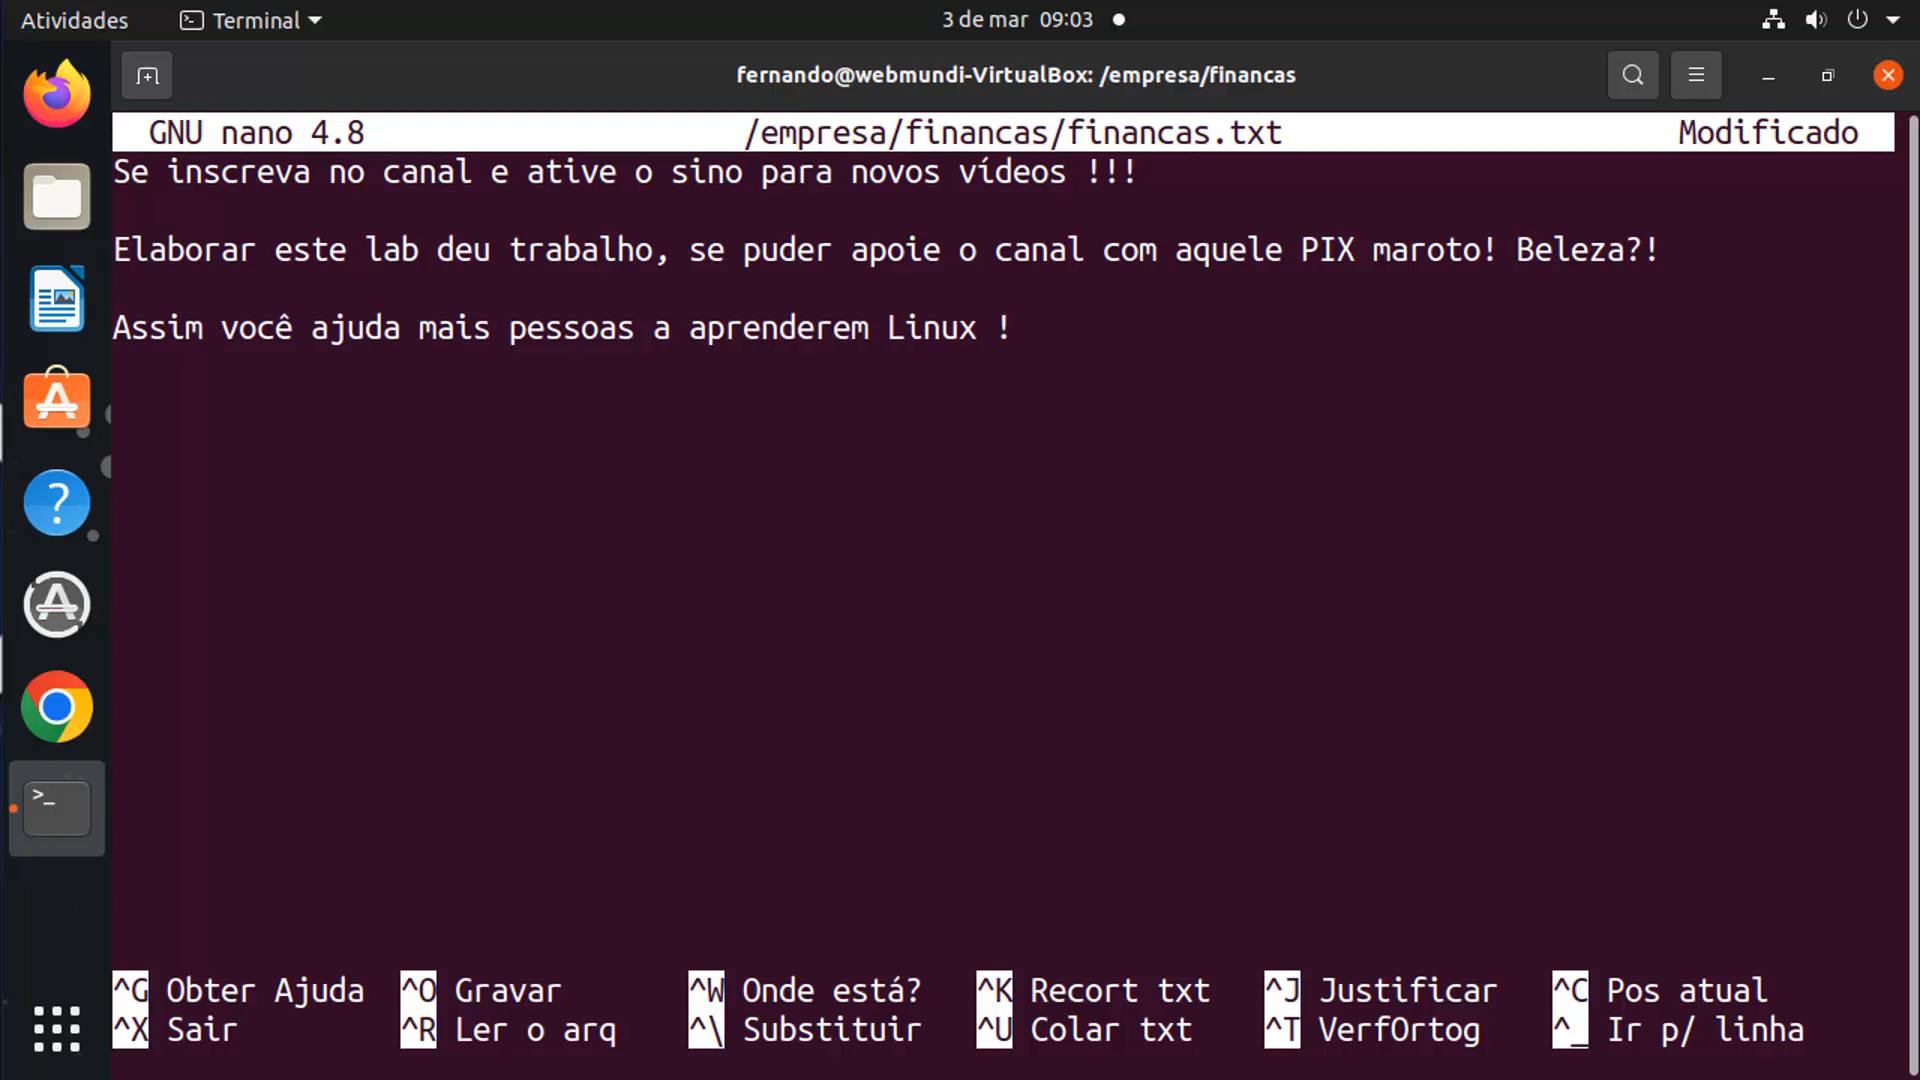 Atividades Terminal 3 de mar 09:03
fernando@webmundi-VirtualBox: /empresa/financas
GNU nano 4.8 /empresa/financas/financas.txt Modificado
Se inscreva no canal e ative o sino para novos vídeos !!!
Elaborar este lab deu trabalho, se puder apoie o canal com aquele PIX maroto! Beleza?!
Assim você ajuda mais pessoas a aprenderem Linux !
^G Obter Ajuda ^O Gravar ^W Onde está? ^K Recort txt ^J Justificar ^C Pos atual
^X Sair ^R Ler o arq ^\ Substituir ^U Colar txt ^T VerfOrtog ^_ Ir p/ linha